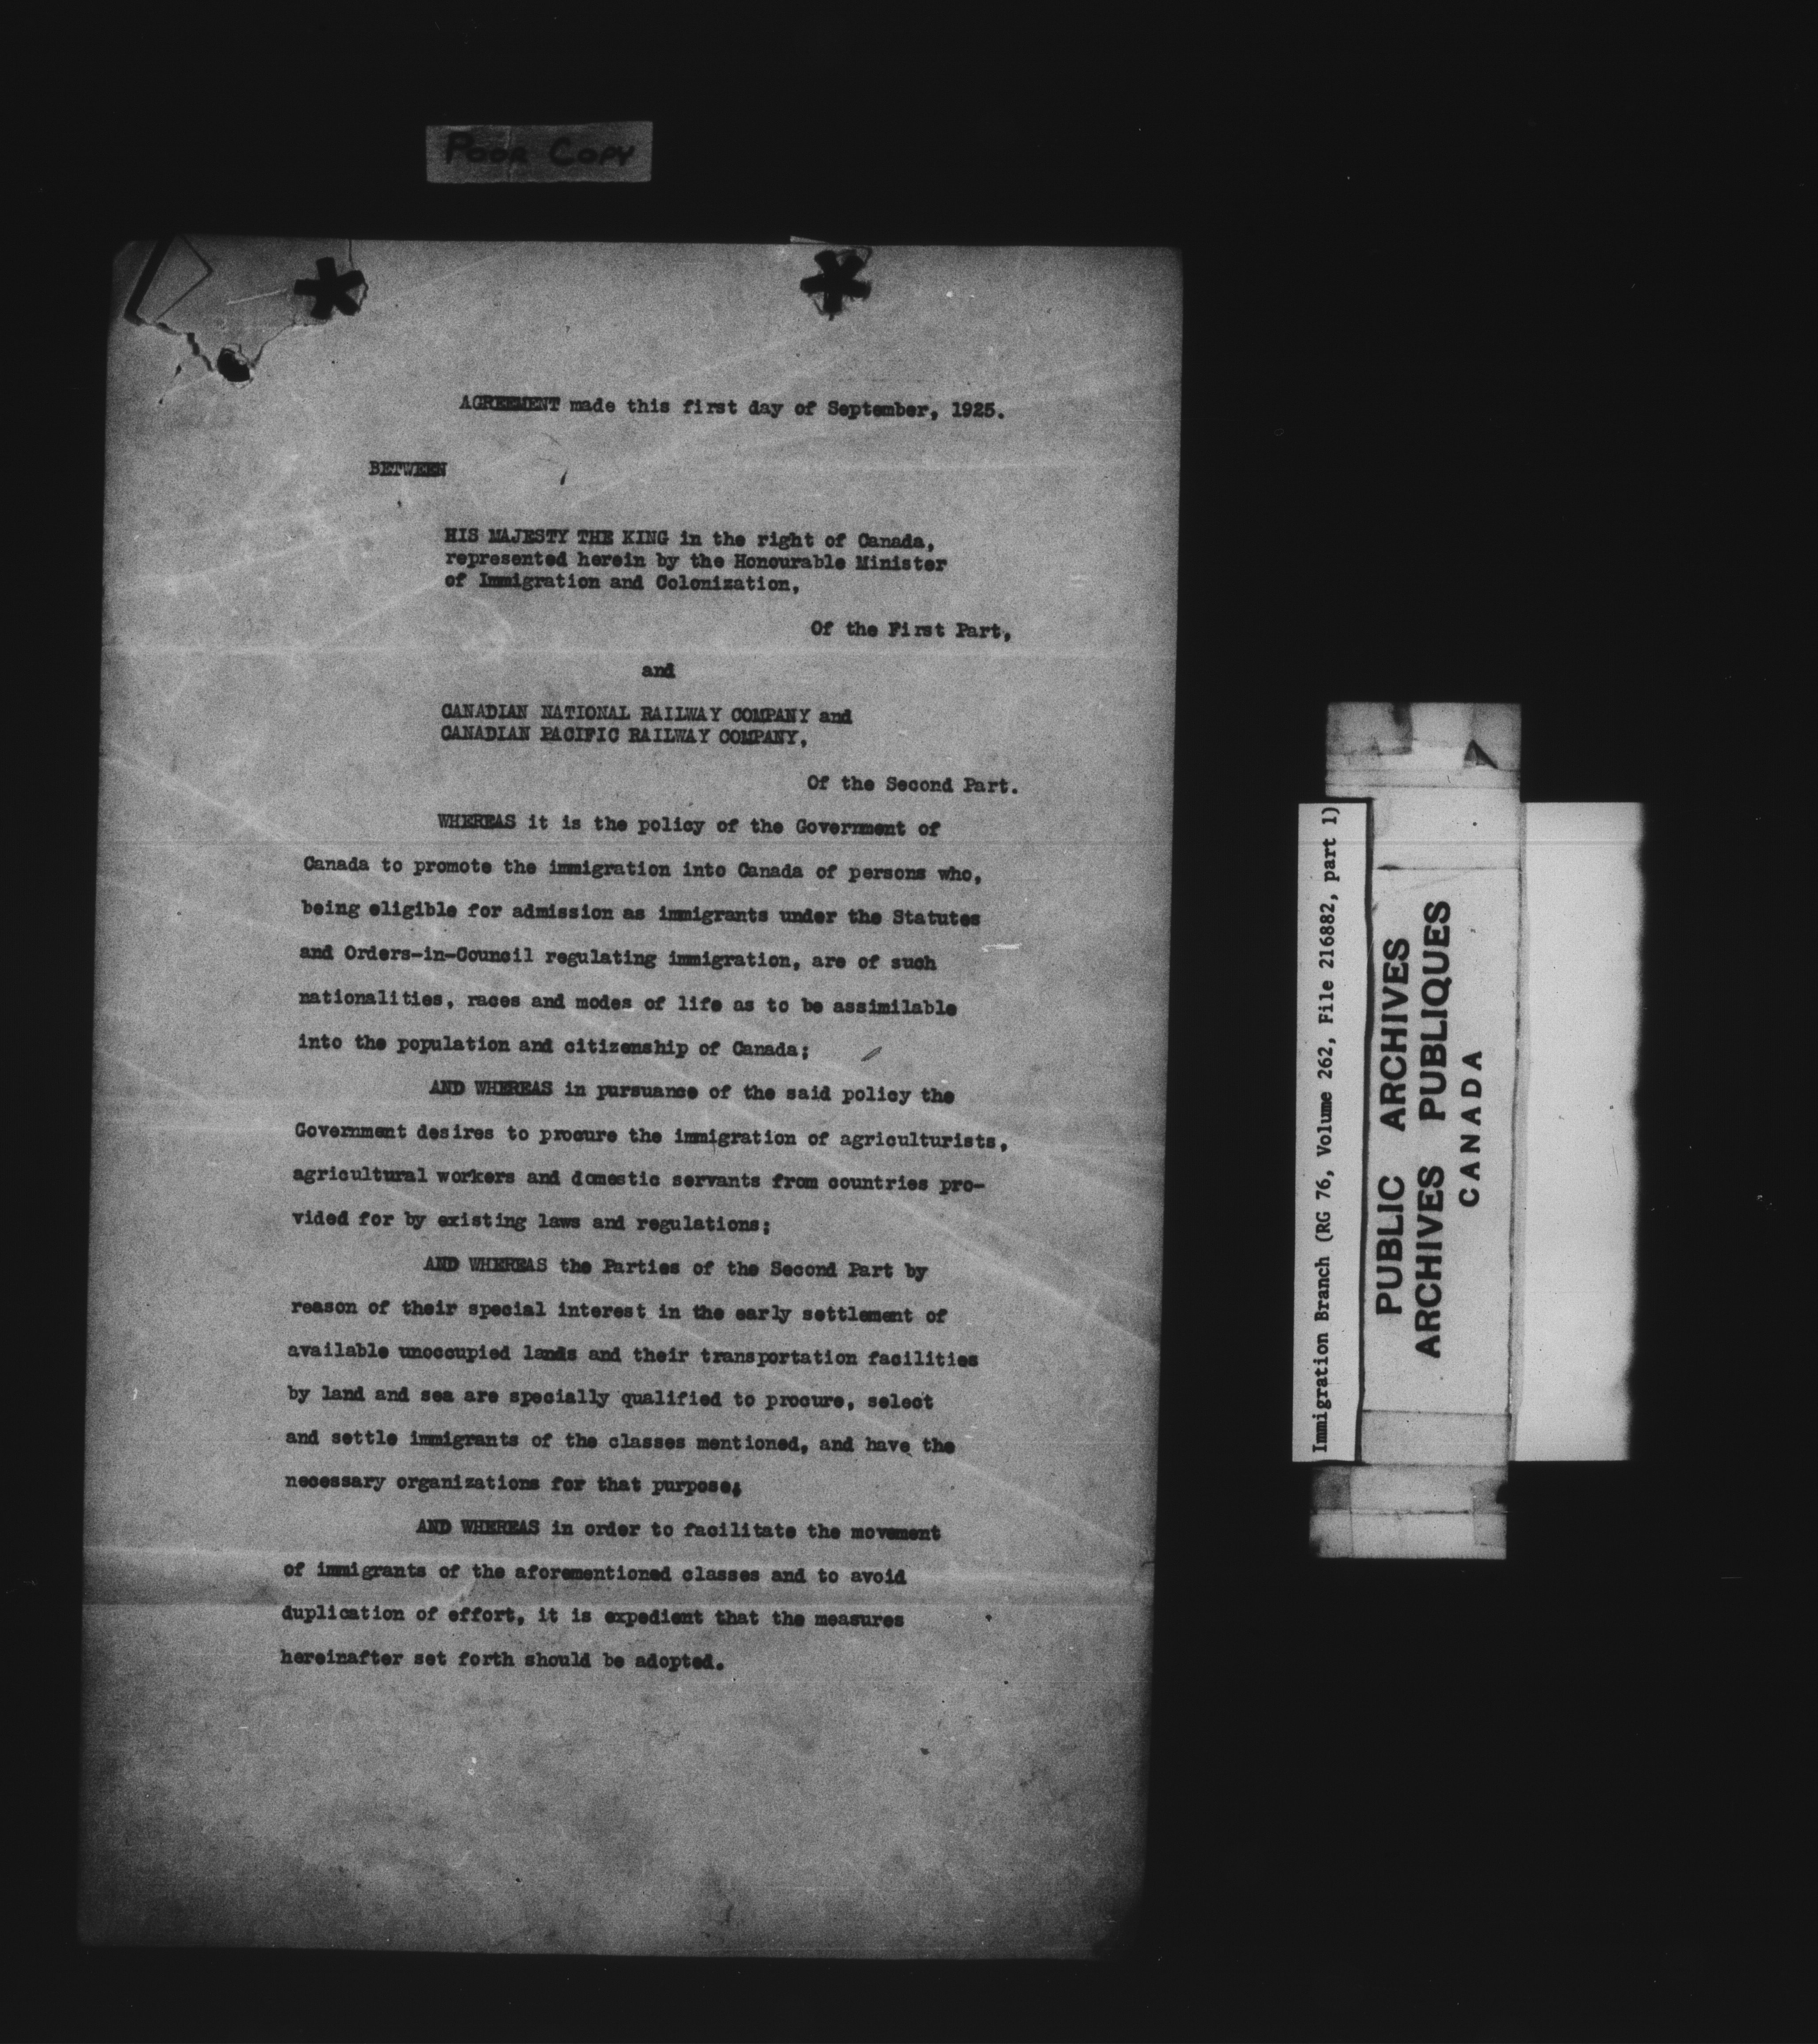 POOR COPY
AGREEMENT made this first day of September, 1925.
BETWEEN
HIS MAJESTY THE KING in the right of Canada,
represented herein by the Honourable Minister
of Immigration and Colonization,
Of the First Part,
and
CANADIAN NATIONAL RAILWAY COMPANY and
CANADIAN PACIFIC RAILWAY COMPANY,
Of the Second Part.
WHEREAS it is the policy of the Government of
Canada to promote the immigration into Canada of persons who,
being eligible for admission as immigrants under the Statutes
and Orders-in-Council regulating immigration, are of such
nationalities, races and modes of life as to be assimilable
into the population and citizenship of Canada;
AND WHEREAS in pursuance of the said policy the
Government desires to procure the immigration of agriculturists,
agricultural workers and domestic servants from countries pro-
vided for by existing laws and regulations;
AND WHEREAS the Parties of the Second Part by
reason of their special interest in the early settlement of
available unoccupied lands and their transportation facilities
by land and sea are specially qualified to procure, select
and settle immigrants of the classes mentioned, and have the
necessary organizations for that purpose;
AND WHEREAS in order to facilitate the movement
of immigrants of the aforementioned classes and to avoid
duplication of effort, it is expedient that the measures
hereinafter set forth should be adopted.
Immigration Branch (RG 76, Volume 262, File 216882, part 1)
PUBLIC ARCHIVES
ARCHIVES PUBLIQUES
CANADA